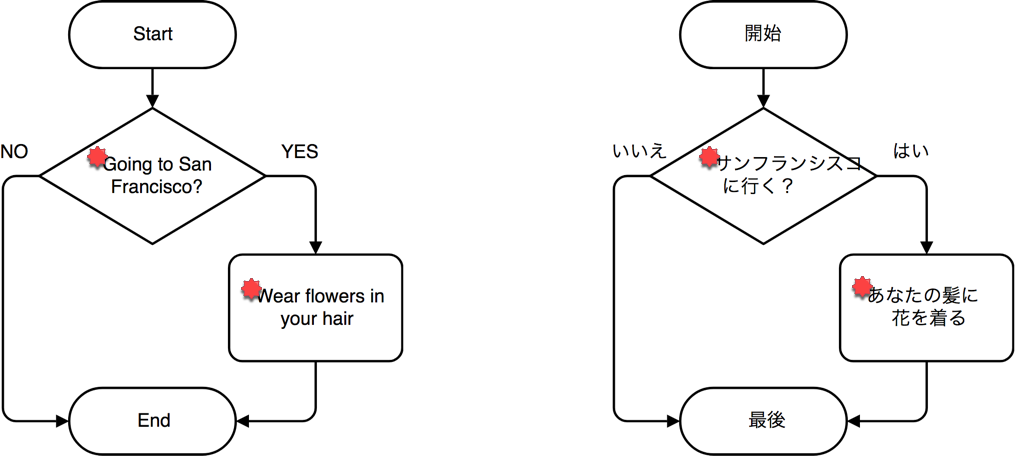 Start
NO
YES
Going to San
Francisco?
Wear flowers in
your hair
End
開始
いいえ
はい
サンフランシスコ
に行く？
あなたの髪に
花を着る
最後